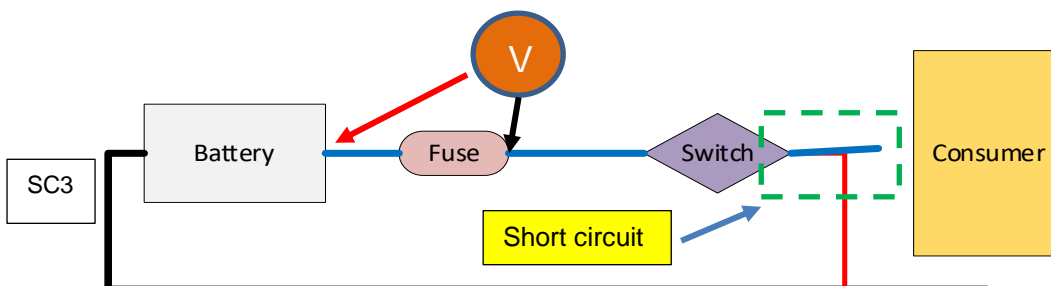 V
Battery
Fuse
Switch
Consumer
SC3
Short circuit